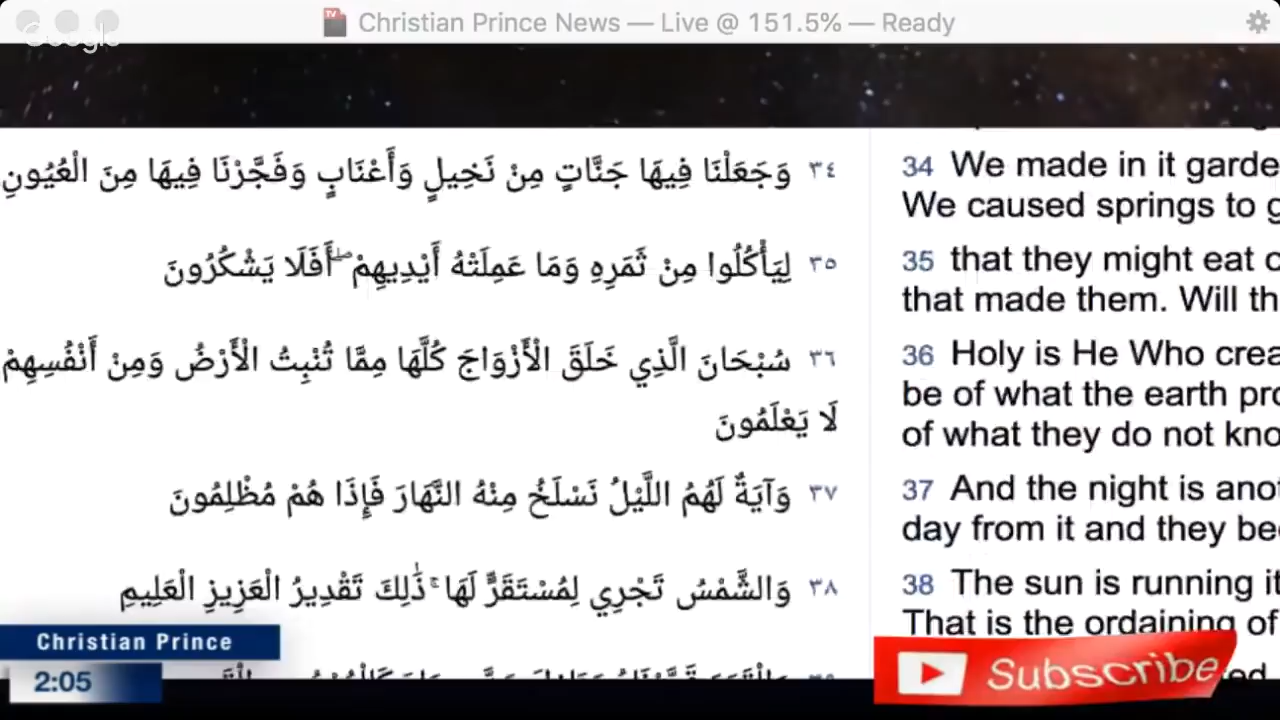 Christian Prince News — Live @ 151.5% — Ready
Google
٣٤ وَجَعَلْنَا فِيهَا جَنَّاتٍ مِنْ نَخِيلٍ وَأَعْنَابٍ وَفَجَّرْنَا فِيهَا مِنَ الْعُيُونِ
٣٥ لِيَأْكُلُوا مِنْ ثَمَرِهِ وَمَا عَمِلَتْهُ أَيْدِيهِمْ ۖ أَفَلَا يَشْكُرُونَ
٣٦ سُبْحَانَ الَّذِي خَلَقَ الْأَزْوَاجَ كُلَّهَا مِمَّا تُنْبِتُ الْأَرْضُ وَمِنْ أَنْفُسِهِمْ
لَا يَعْلَمُونَ
٣٧ وَآيَةٌ لَهُمُ اللَّيْلُ نَسْلَخُ مِنْهُ النَّهَارَ فَإِذَا هُمْ مُظْلِمُونَ
٣٨ وَالشَّمْسُ تَجْرِي لِمُسْتَقَرٍّ لَهَا ۚ ذَٰلِكَ تَقْدِيرُ الْعَزِيزِ الْعَلِيمِ
34 We made in it garde
We caused springs to g
35 that they might eat o
that made them. Will th
36 Holy is He Who crea
be of what the earth pro
of what they do not kno
37 And the night is anot
day from it and they bec
38 The sun is running it
That is the ordaining of
Christian Prince
2:05
Subscribe